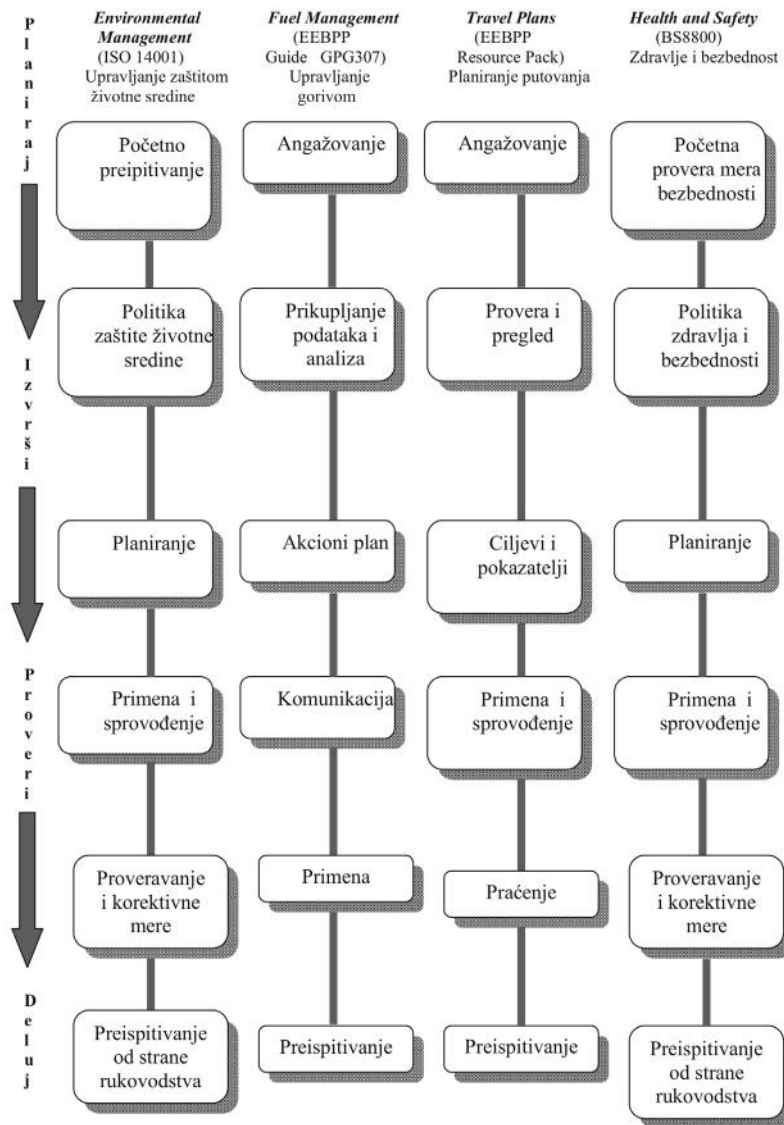 Planiraj
Izvrši
Proveri
Deluj
Environmental
Management
(ISO 14001)
Upravljanje zaštitom
životne sredine
Početno
preipitivanje
Politika
zaštite životne
sredine
Planiranje
Primena i
sprovođenje
Proveravanje
i korektivne
mere
Preispitivanje
od strane
rukovodstva
Fuel Management
(EEBPP
Guide GPG307)
Upravljanje
gorivom
Angažovanje
Prikupljanje
podataka i
analiza
Akcioni plan
Komunikacija
Primena
Preispitivanje
Travel Plans
(EEBPP
Resource Pack)
Planiranje putovanja
Angažovanje
Provera i
pregled
Ciljevi i
pokazatelji
Primena i
sprovođenje
Praćenje
Preispitivanje
Health and Safety
(BS8800)
Zdravlje i bezbednost
Početna
provera mera
bezbednosti
Politika
zdravlja i
bezbednosti
Planiranje
Primena i
sprovođenje
Proveravanje
i korektivne
mere
Preispitivanje
od strane
rukovodstva